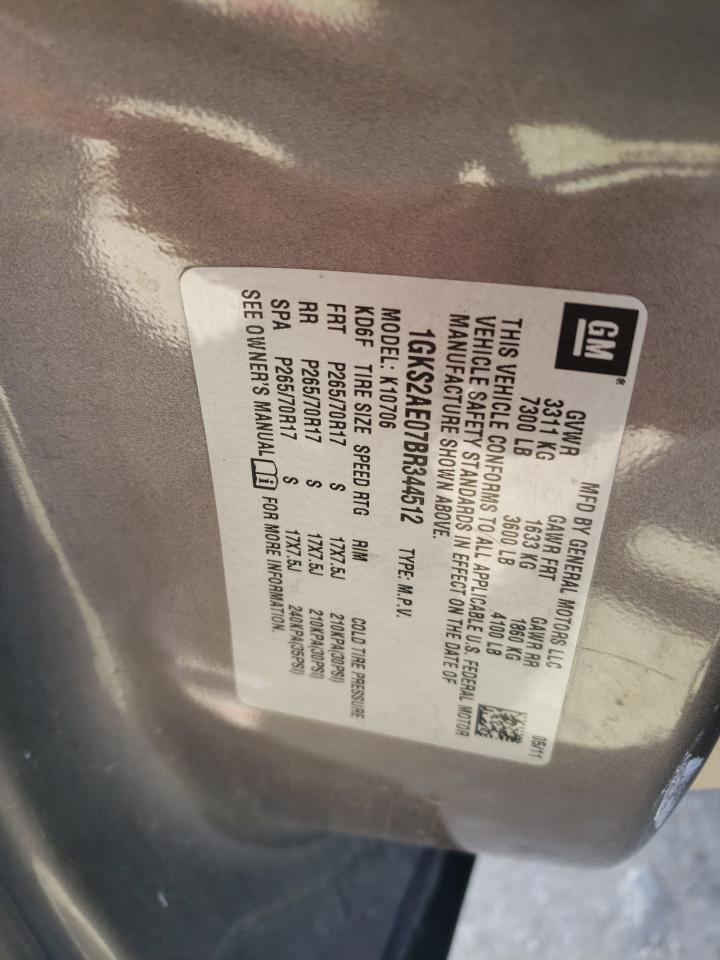 GM®
MFD BY GENERAL MOTORS LLC 05/11
GVWR GAWR FRT GAWR RR
3311 KG 1633 KG 1860 KG
7300 LB 3600 LB 4100 LB
THIS VEHICLE CONFORMS TO ALL APPLICABLE U.S. FEDERAL MOTOR
VEHICLE SAFETY STANDARDS IN EFFECT ON THE DATE OF
MANUFACTURE SHOWN ABOVE.
1GKS2AE07BR344512 TYPE: M.P.V.
MODEL: K10706
KD6F TIRE SIZE SPEED RTG RIM COLD TIRE PRESSURE
FRT P265/70R17 S 17X7.5J 210KPA(30PSI)
RR P265/70R17 S 17X7.5J 210KPA(30PSI)
SPA P265/70R17 S 17X7.5J 240KPA(35PSI)
SEE OWNER'S MANUAL FOR MORE INFORMATION.